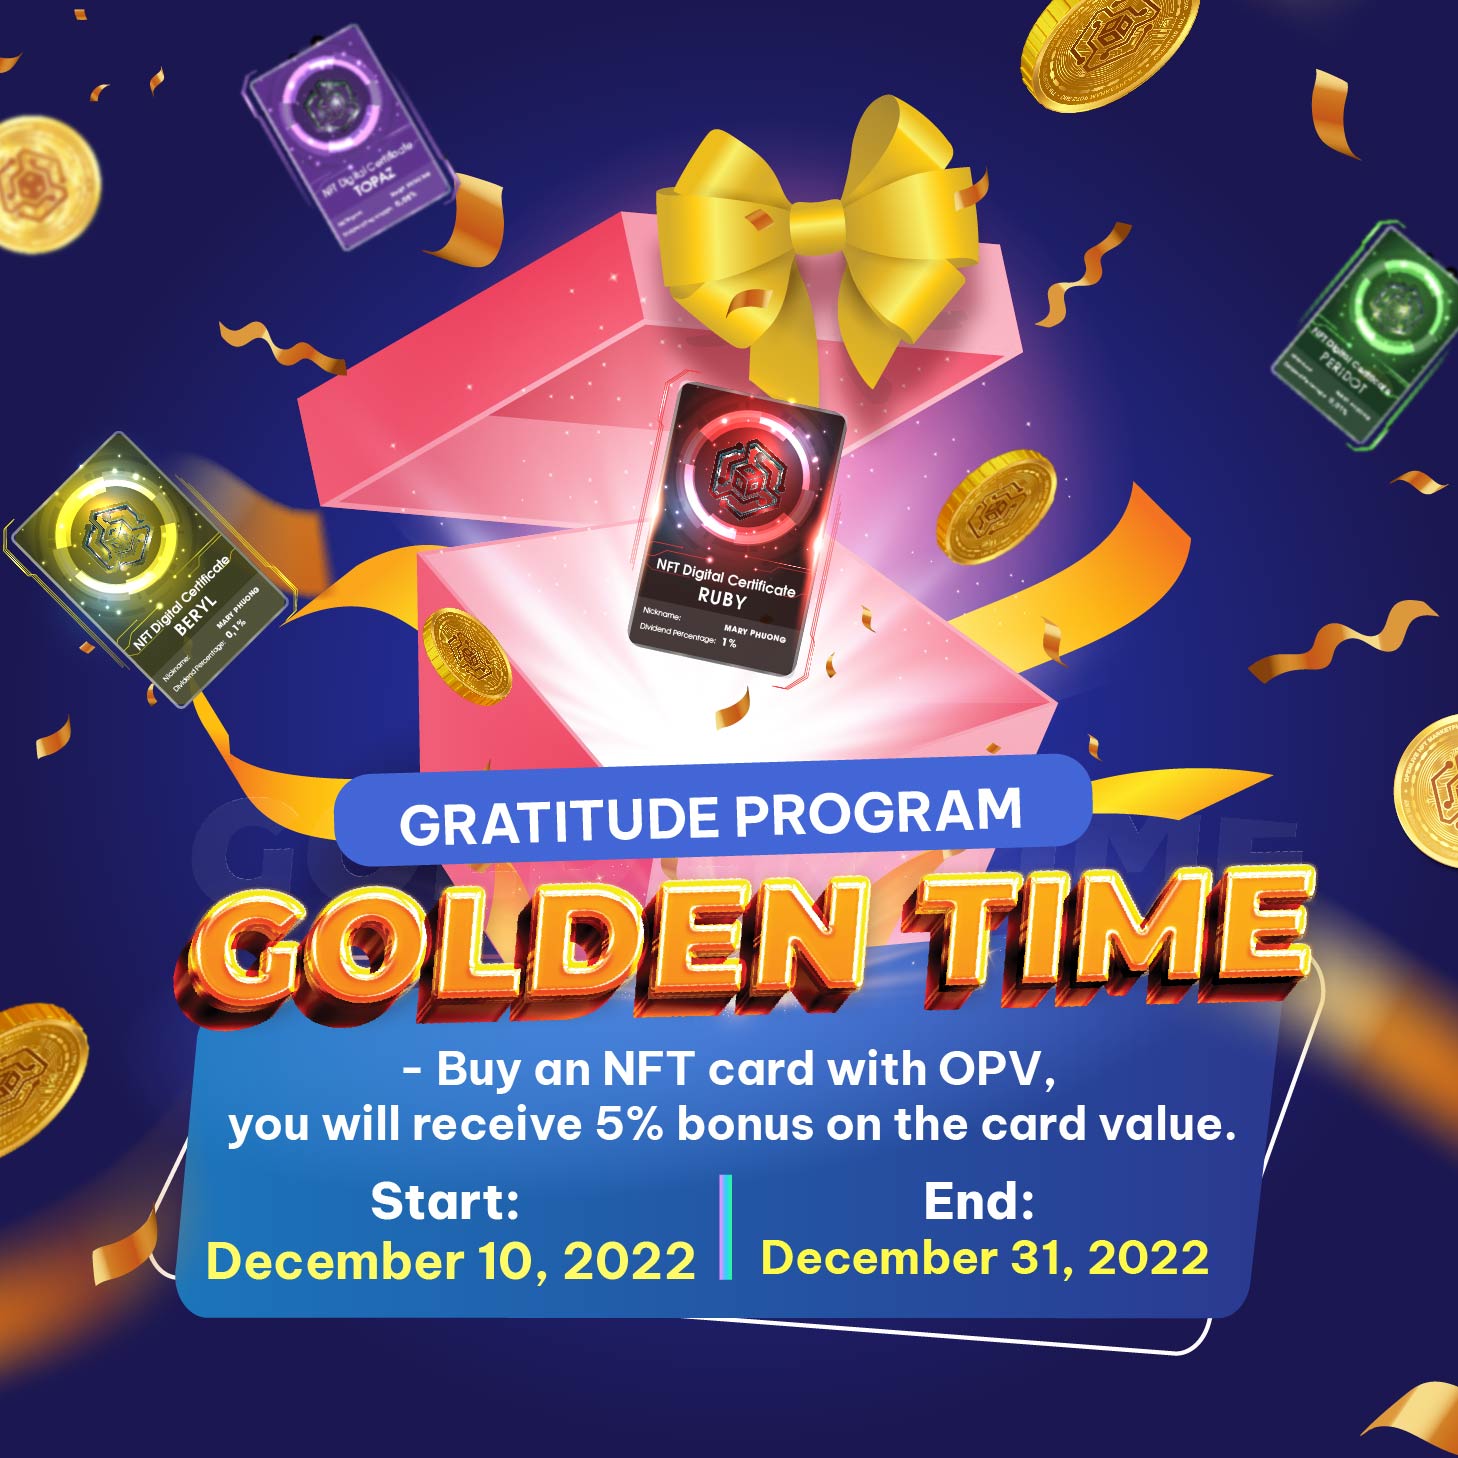 NFT Digital Certificate
TOPAZ
NFT Digital Certificate
PERIDOT
NFT Digital Certificate
RUBY
Nickname: MARY PHUONG
Dividend Percentage: 1%
NFT Digital Certificate
BERYL
Nickname: MARY PHUONG
Dividend Percentage: 0,1%
GRATITUDE PROGRAM
GOLDEN TIME
- Buy an NFT card with OPV,
you will receive 5% bonus on the card value.
Start:
December 10, 2022
End:
December 31, 2022